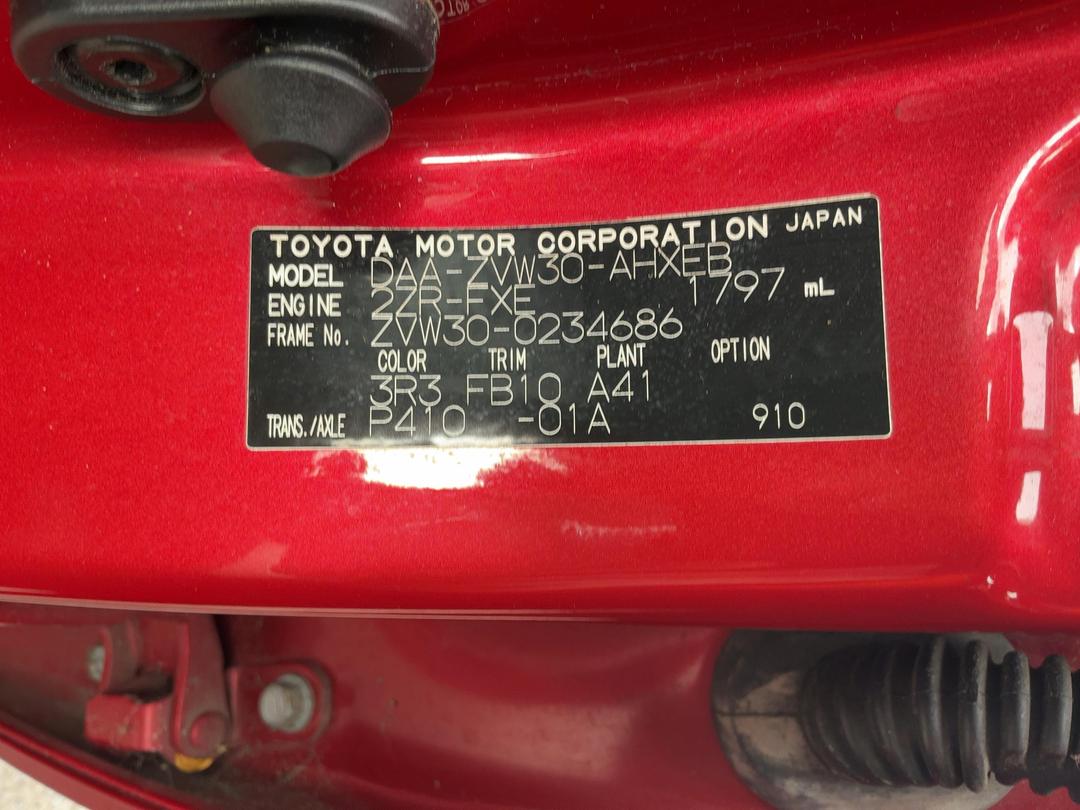 TOYOTA MOTOR CORPORATION JAPAN
MODEL DAA-ZVW30-AHXEB
ENGINE 2ZR-FXE 1797 mL
FRAME No. ZVW30-0234686
COLOR TRIM PLANT OPTION
3R3 FB10 A41
TRANS./AXLE P410 -01A 910